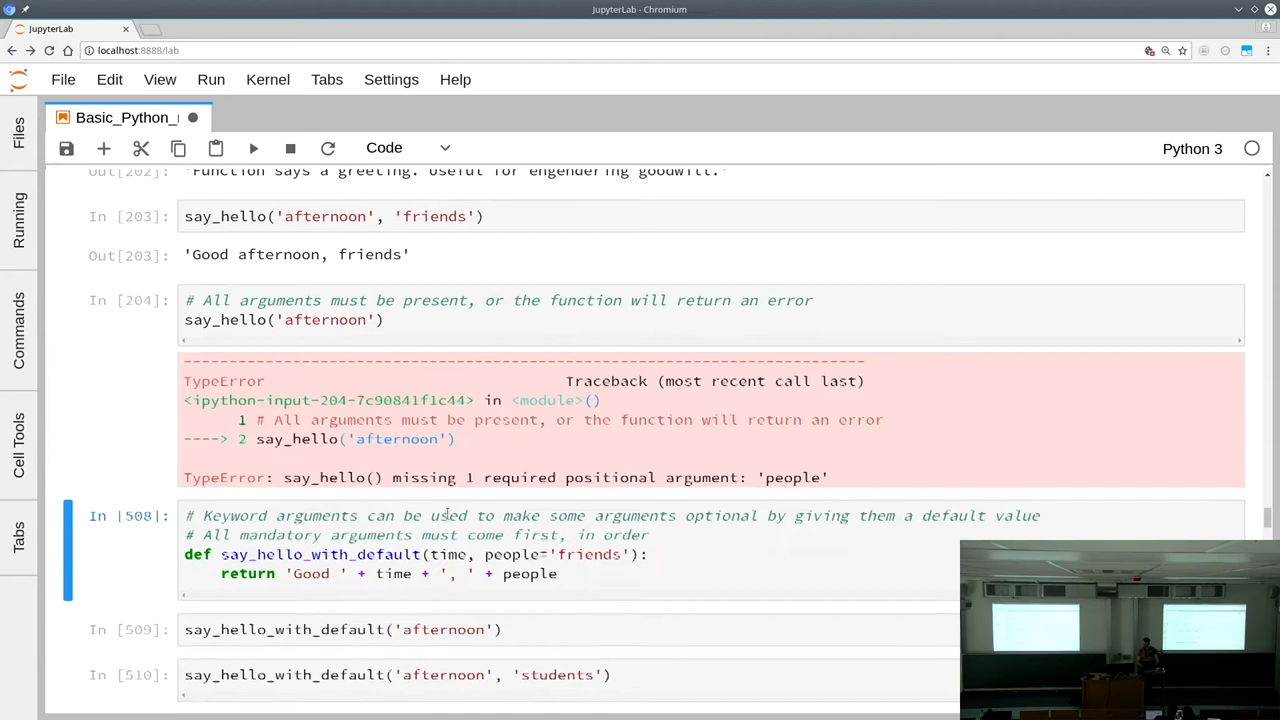 JupyterLab - Chromium
JupyterLab
localhost:8888/lab
File Edit View Run Kernel Tabs Settings Help
Basic_Python_
Code
Python 3
Files
Running
Commands
Cell Tools
Tabs
Out[202]: 'Function says a greeting. Useful for engendering goodwill.'
In [203]: say_hello('afternoon', 'friends')
Out[203]: 'Good afternoon, friends'
In [204]: # All arguments must be present, or the function will return an error
say_hello('afternoon')
---------------------------------------------------------------------------
TypeError Traceback (most recent call last)
<ipython-input-204-7c90841f1c44> in <module>()
1 # All arguments must be present, or the function will return an error
----> 2 say_hello('afternoon')
TypeError: say_hello() missing 1 required positional argument: 'people'
In [508]: # Keyword arguments can be used to make some arguments optional by giving them a default value
# All mandatory arguments must come first, in order
def say_hello_with_default(time, people='friends'):
return 'Good ' + time + ', ' + people
In [509]: say_hello_with_default('afternoon')
In [510]: say_hello_with_default('afternoon', 'students')